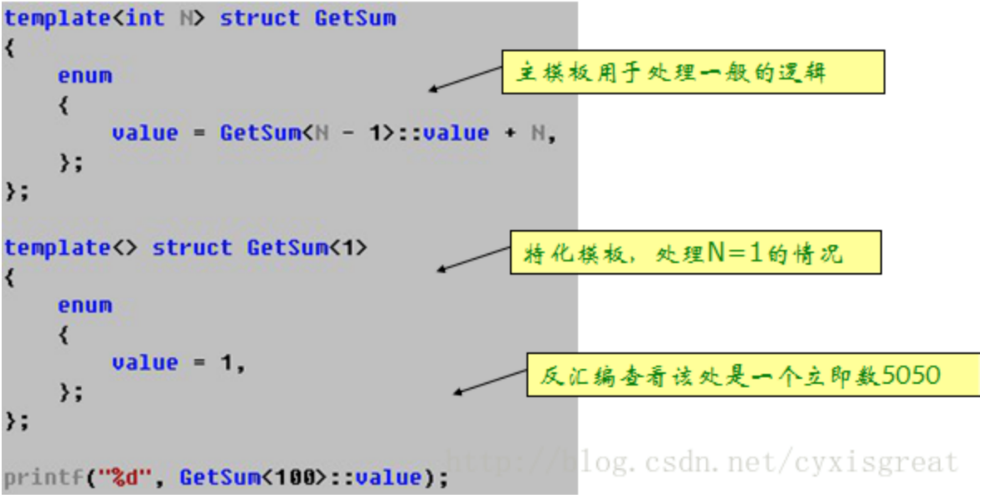 template<int N> struct GetSum
{
enum
主模板用于处理一般的逻辑
{
value = GetSum<N - 1>::value + N,
};
};
template<> struct GetSum<1>
特化模板，处理N=1的情况
{
enum
{
value = 1,
反汇编查看该处是一个立即数5050
};
};
printf("%d", GetSum<100>::value);
http://blog.csdn.net/cyxisgreat